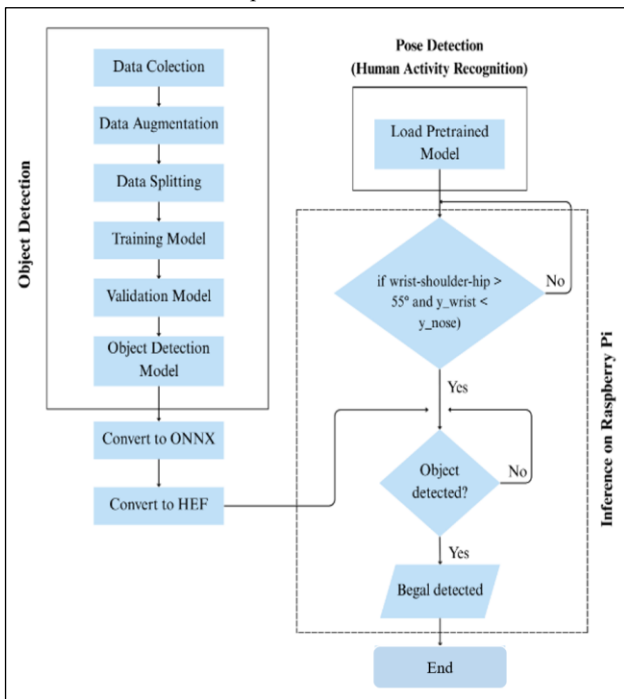 Object Detection
Data Colection
Data Augmentation
Data Splitting
Training Model
Validation Model
Object Detection
Model
Convert to ONNX
Convert to HEF
Pose Detection
(Human Activity Recognition)
Load Pretrained
Model
if wrist-shoulder-hip >
55° and y_wrist <
y_nose)
No
Yes
Object
detected?
No
Yes
Begal detected
End
Inference on Raspberry Pi